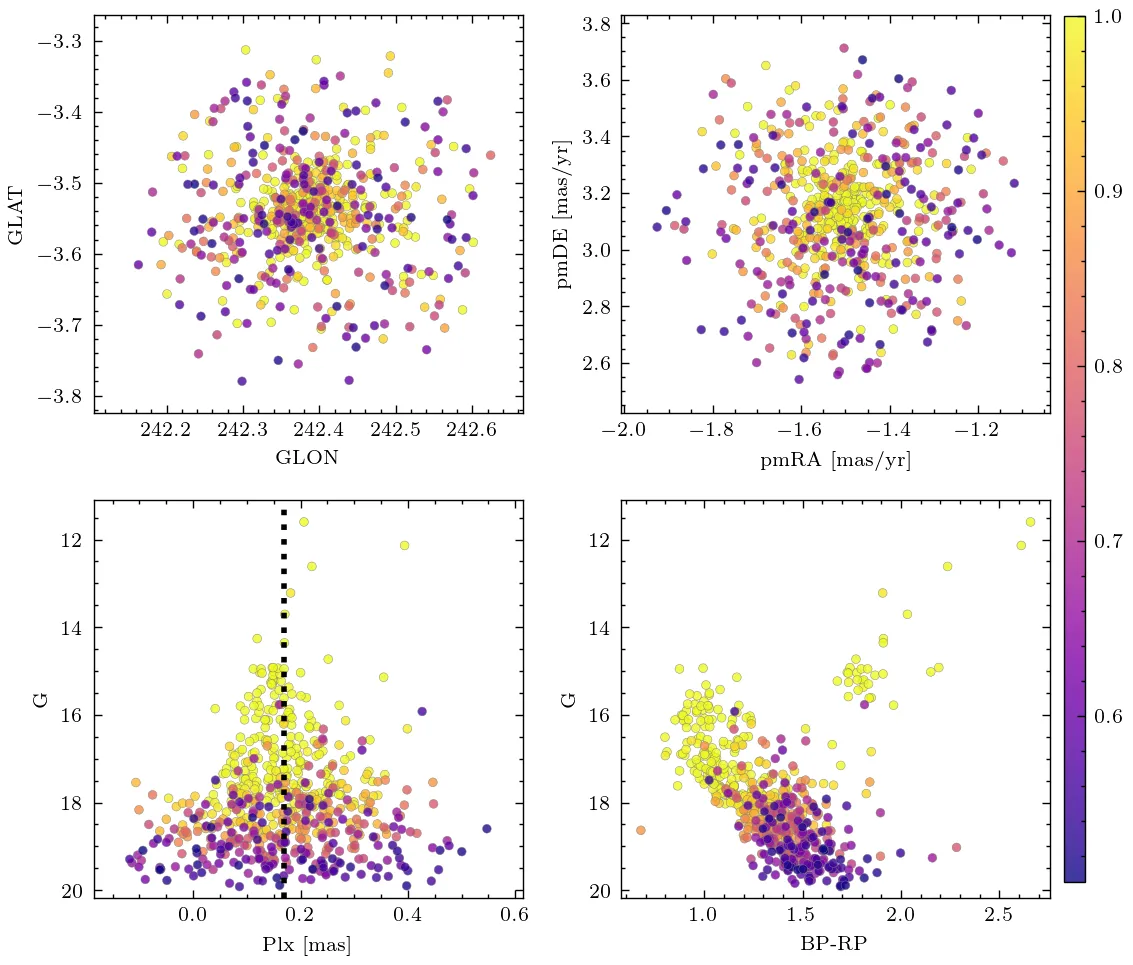 −3.3
−3.4
−3.5
−3.6
−3.7
−3.8
GLAT
242.2 242.3 242.4 242.5 242.6
GLON
3.8
3.6
3.4
3.2
3.0
2.8
2.6
pmDE [mas/yr]
−2.0 −1.8 −1.6 −1.4 −1.2
pmRA [mas/yr]
1.0
0.9
0.8
0.7
0.6
12
14
16
18
20
G
0.0 0.2 0.4 0.6
Plx [mas]
12
14
16
18
20
G
1.0 1.5 2.0 2.5
BP-RP